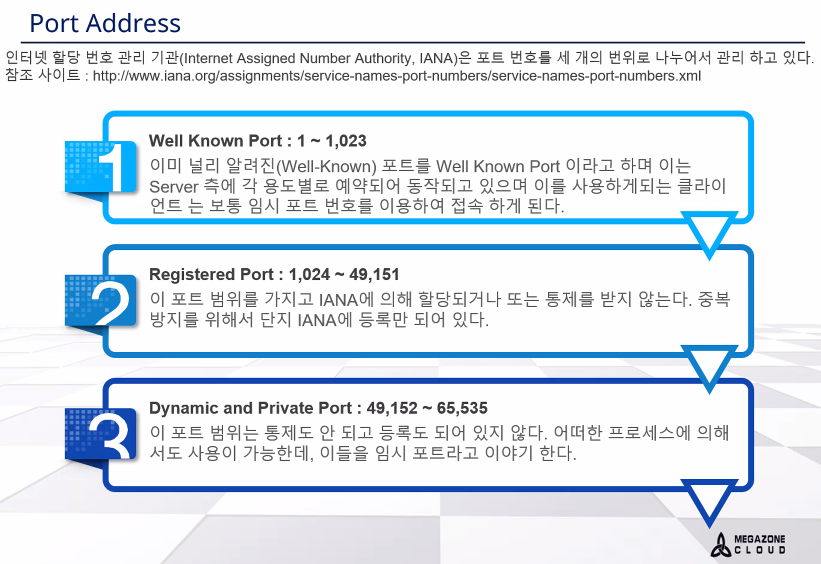 Port Address
인터넷 할당 번호 관리 기관(Internet Assigned Number Authority, IANA)은 포트 번호를 세 개의 범위로 나누어서 관리 하고 있다.
참조 사이트 : http://www.iana.org/assignments/service-names-port-numbers/service-names-port-numbers.xml
1
Well Known Port : 1 ~ 1,023
이미 널리 알려진(Well-Known) 포트를 Well Known Port 이라고 하며 이는
Server 측에 각 용도별로 예약되어 동작되고 있으며 이를 사용하게되는 클라이
언트 는 보통 임시 포트 번호를 이용하여 접속 하게 된다.
2
Registered Port : 1,024 ~ 49,151
이 포트 범위를 가지고 IANA에 의해 할당되거나 또는 통제를 받지 않는다. 중복
방지를 위해서 단지 IANA에 등록만 되어 있다.
3
Dynamic and Private Port : 49,152 ~ 65,535
이 포트 범위는 통제도 안 되고 등록도 되어 있지 않다. 어떠한 프로세스에 의해
서도 사용이 가능한데, 이들을 임시 포트라고 이야기 한다.
MEGAZONE
CLOUD